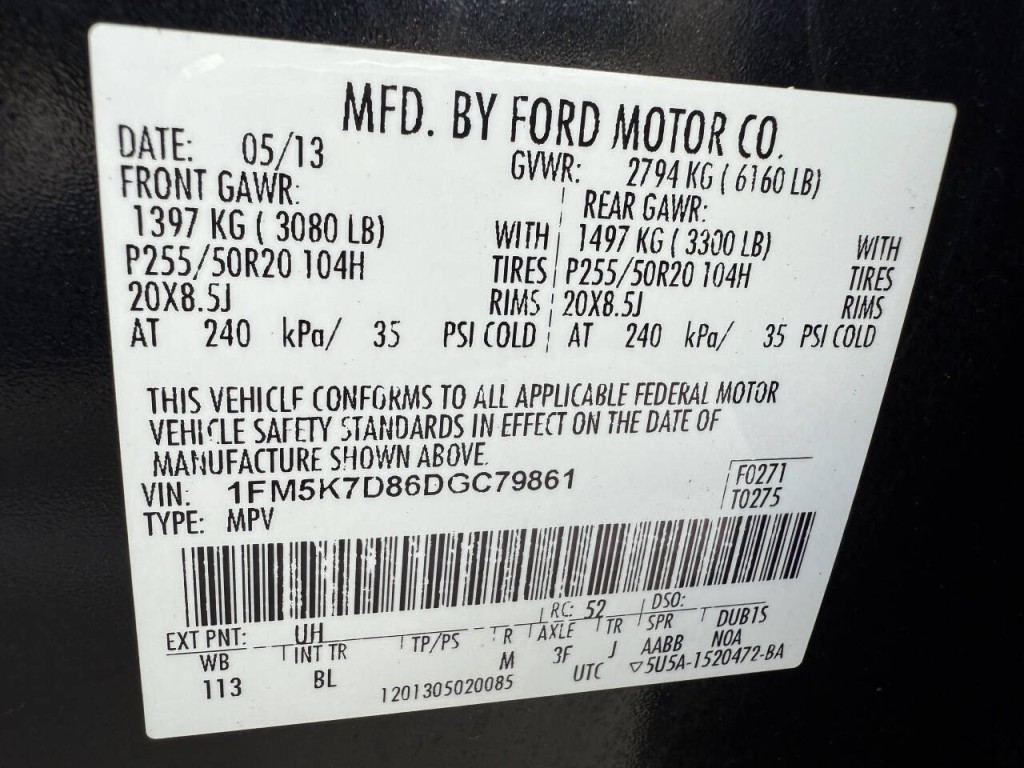 MFD. BY FORD MOTOR CO.
DATE: 05/13 GVWR: 2794 KG ( 6160 LB)
FRONT GAWR: REAR GAWR:
1397 KG ( 3080 LB) WITH 1497 KG ( 3300 LB) WITH
P255/50R20 104H TIRES P255/50R20 104H TIRES
20X8.5J RIMS 20X8.5J RIMS
AT 240 kPa/ 35 PSI COLD AT 240 kPa/ 35 PSI COLD
THIS VEHICLE CONFORMS TO ALL APPLICABLE FEDERAL MOTOR
VEHICLE SAFETY STANDARDS IN EFFECT ON THE DATE OF
MANUFACTURE SHOWN ABOVE.
VIN: 1FM5K7D86DGC79861 F0271
TYPE: MPV T0275
EXT PNT: UH RC: 52 DSO:
WB INT TR TP/PS R AXLE TR SPR DUB1S
113 BL M 3F J AABB NOA
1201305020085 UTC ▽5U5A-1520472-BA